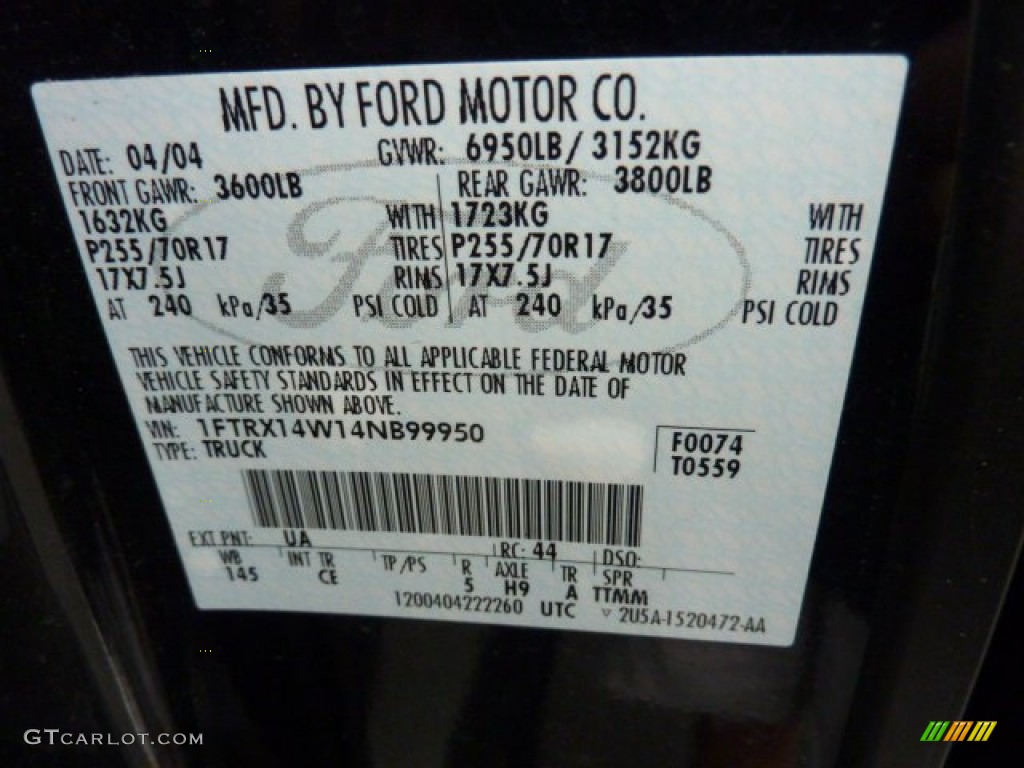 MFD. BY FORD MOTOR CO.
DATE: 04/04 GVWR: 6950LB/ 3152KG
FRONT GAWR: 3600LB REAR GAWR: 3800LB
1632KG WITH 1723KG WITH
P255/70R17 TIRES P255/70R17 TIRES
17X7.5J RIMS 17X7.5J RIMS
AT 240 kPa/35 PSI COLD AT 240 kPa/35 PSI COLD
Ford
THIS VEHICLE CONFORMS TO ALL APPLICABLE FEDERAL MOTOR
VEHICLE SAFETY STANDARDS IN EFFECT ON THE DATE OF
MANUFACTURE SHOWN ABOVE.
VIN: 1FTRX14W14NB99950
TYPE: TRUCK
F0074
T0559
EXT PNT: UA RC: 44 DSO:
WB INT TR TP/PS R AXLE TR SPR
145 CE 5 H9 A TTMM
1200404222260 UTC ▽ 2U5A-1520472-AA
GTCARLOT.COM